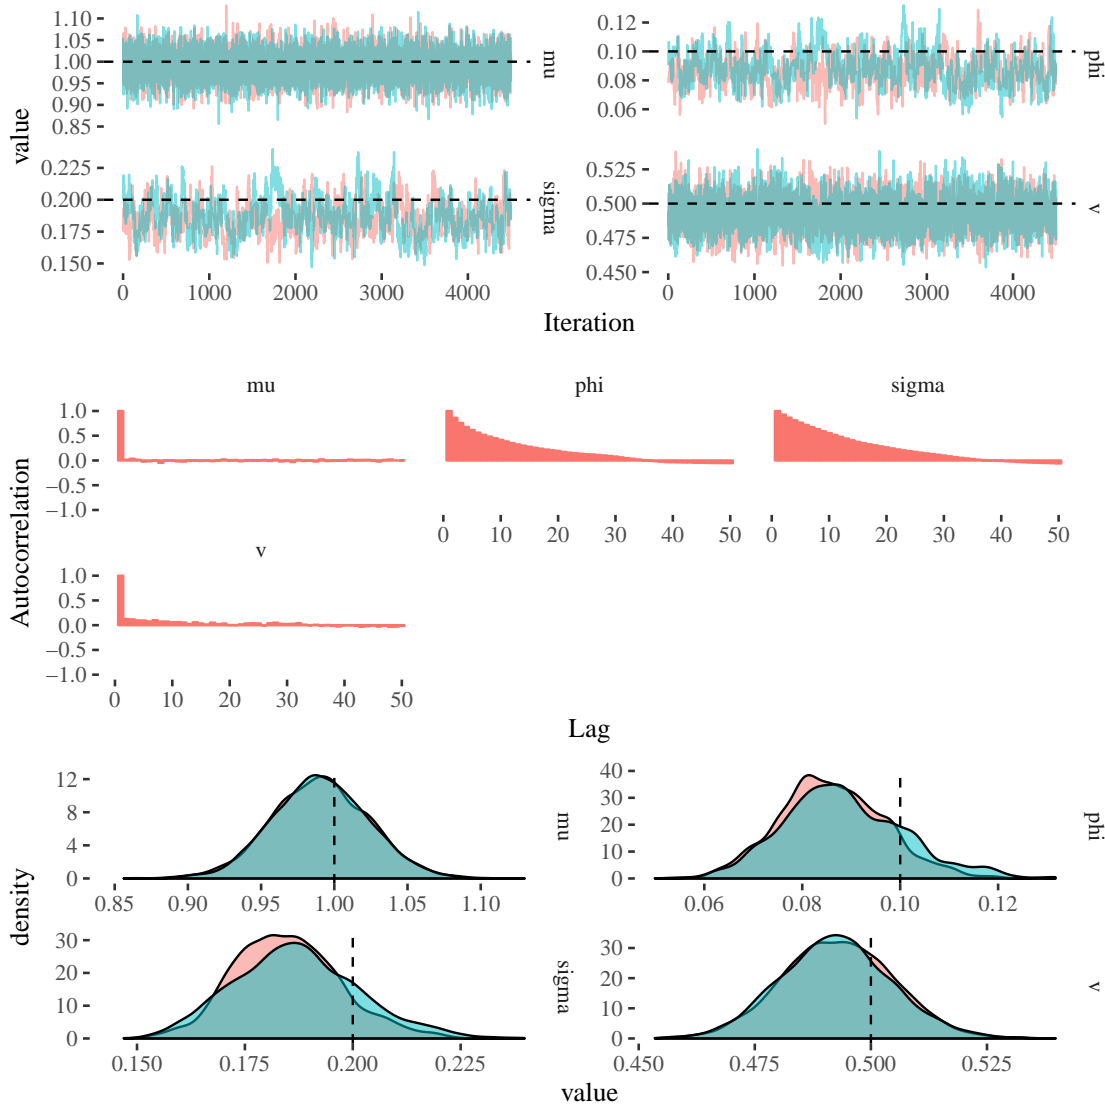 value
1.10
1.05
1.00
0.95
0.90
0.85
mu
0.12
0.10
0.08
0.06
phi
0.225
0.200
0.175
0.150
sigma
0.525
0.500
0.475
0.450
v
0 1000 2000 3000 4000
0 1000 2000 3000 4000
Iteration
mu phi sigma
Autocorrelation
1.0
0.5
0.0
−0.5
−1.0
0 10 20 30 40 50
0 10 20 30 40 50
v
1.0
0.5
0.0
−0.5
−1.0
0 10 20 30 40 50
Lag
density
12
8
4
0
mu
0.85 0.90 0.95 1.00 1.05 1.10
40
30
20
10
0
phi
0.06 0.08 0.10 0.12
30
20
10
0
sigma
0.150 0.175 0.200 0.225
30
20
10
0
v
0.450 0.475 0.500 0.525
value